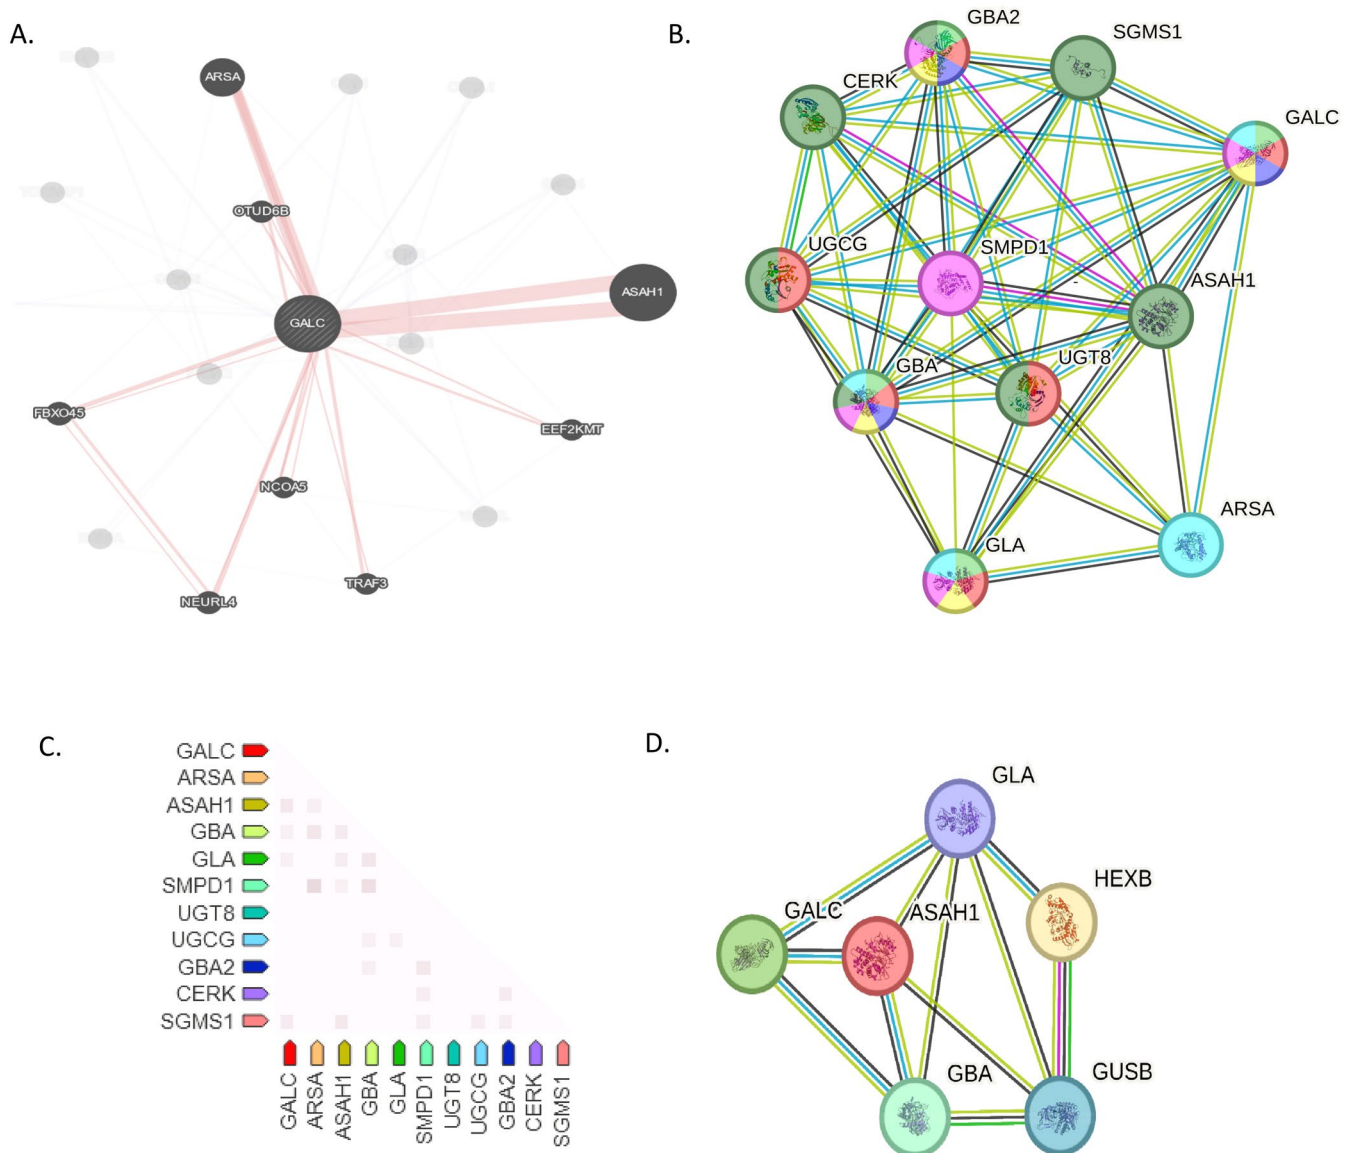 A.
ARSA
OTUD6B
GALC
ASAH1
FBXO45
EEF2KMT
NCOA5
TRAF3
NEURL4
B.
GBA2
SGMS1
CERK
GALC
UGCG
SMPD1
ASAH1
GBA
UGT8
ARSA
GLA
C.
GALC
ARSA
ASAH1
GBA
GLA
SMPD1
UGT8
UGCG
GBA2
CERK
SGMS1
GALC
ARSA
ASAH1
GBA
GLA
SMPD1
UGT8
UGCG
GBA2
CERK
SGMS1
D.
GLA
HEXB
GALC
ASAH1
GBA
GUSB